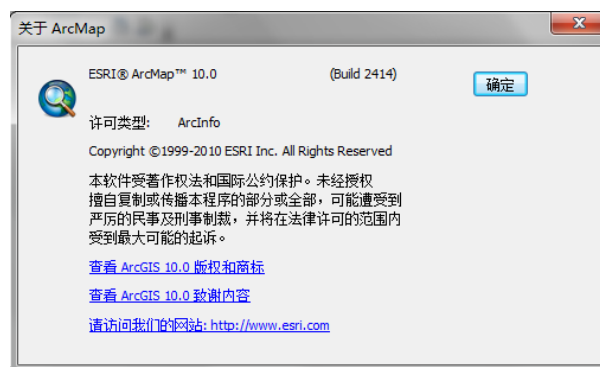 关于 ArcMap
ESRI® ArcMap™ 10.0 (Build 2414)
确定
许可类型: ArcInfo
Copyright ©1999-2010 ESRI Inc. All Rights Reserved
本软件受著作权法和国际公约保护。未经授权
擅自复制或传播本程序的部分或全部，可能遭受到
严厉的民事及刑事制裁，并将在法律许可的范围内
受到最大可能的起诉。
查看 ArcGIS 10.0 版权和商标
查看 ArcGIS 10.0 致谢内容
请访问我们的网站: http://www.esri.com